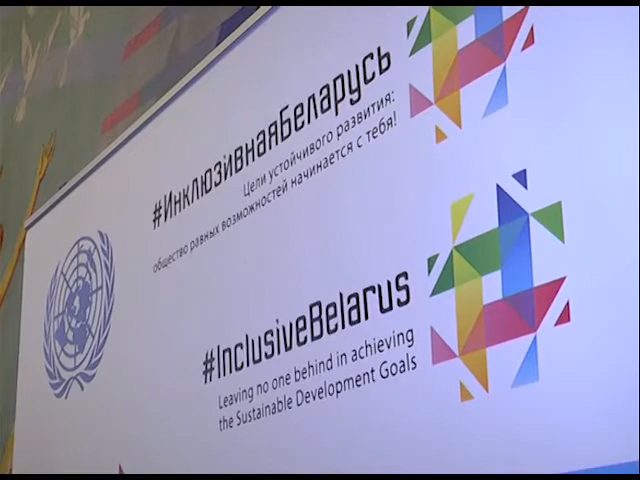 #ИнклюзивнаяБеларусь
Цели устойчивого развития:
общество равных возможностей начинается с тебя!
#InclusiveBelarus
Leaving no one behind in achieving
the Sustainable Development Goals